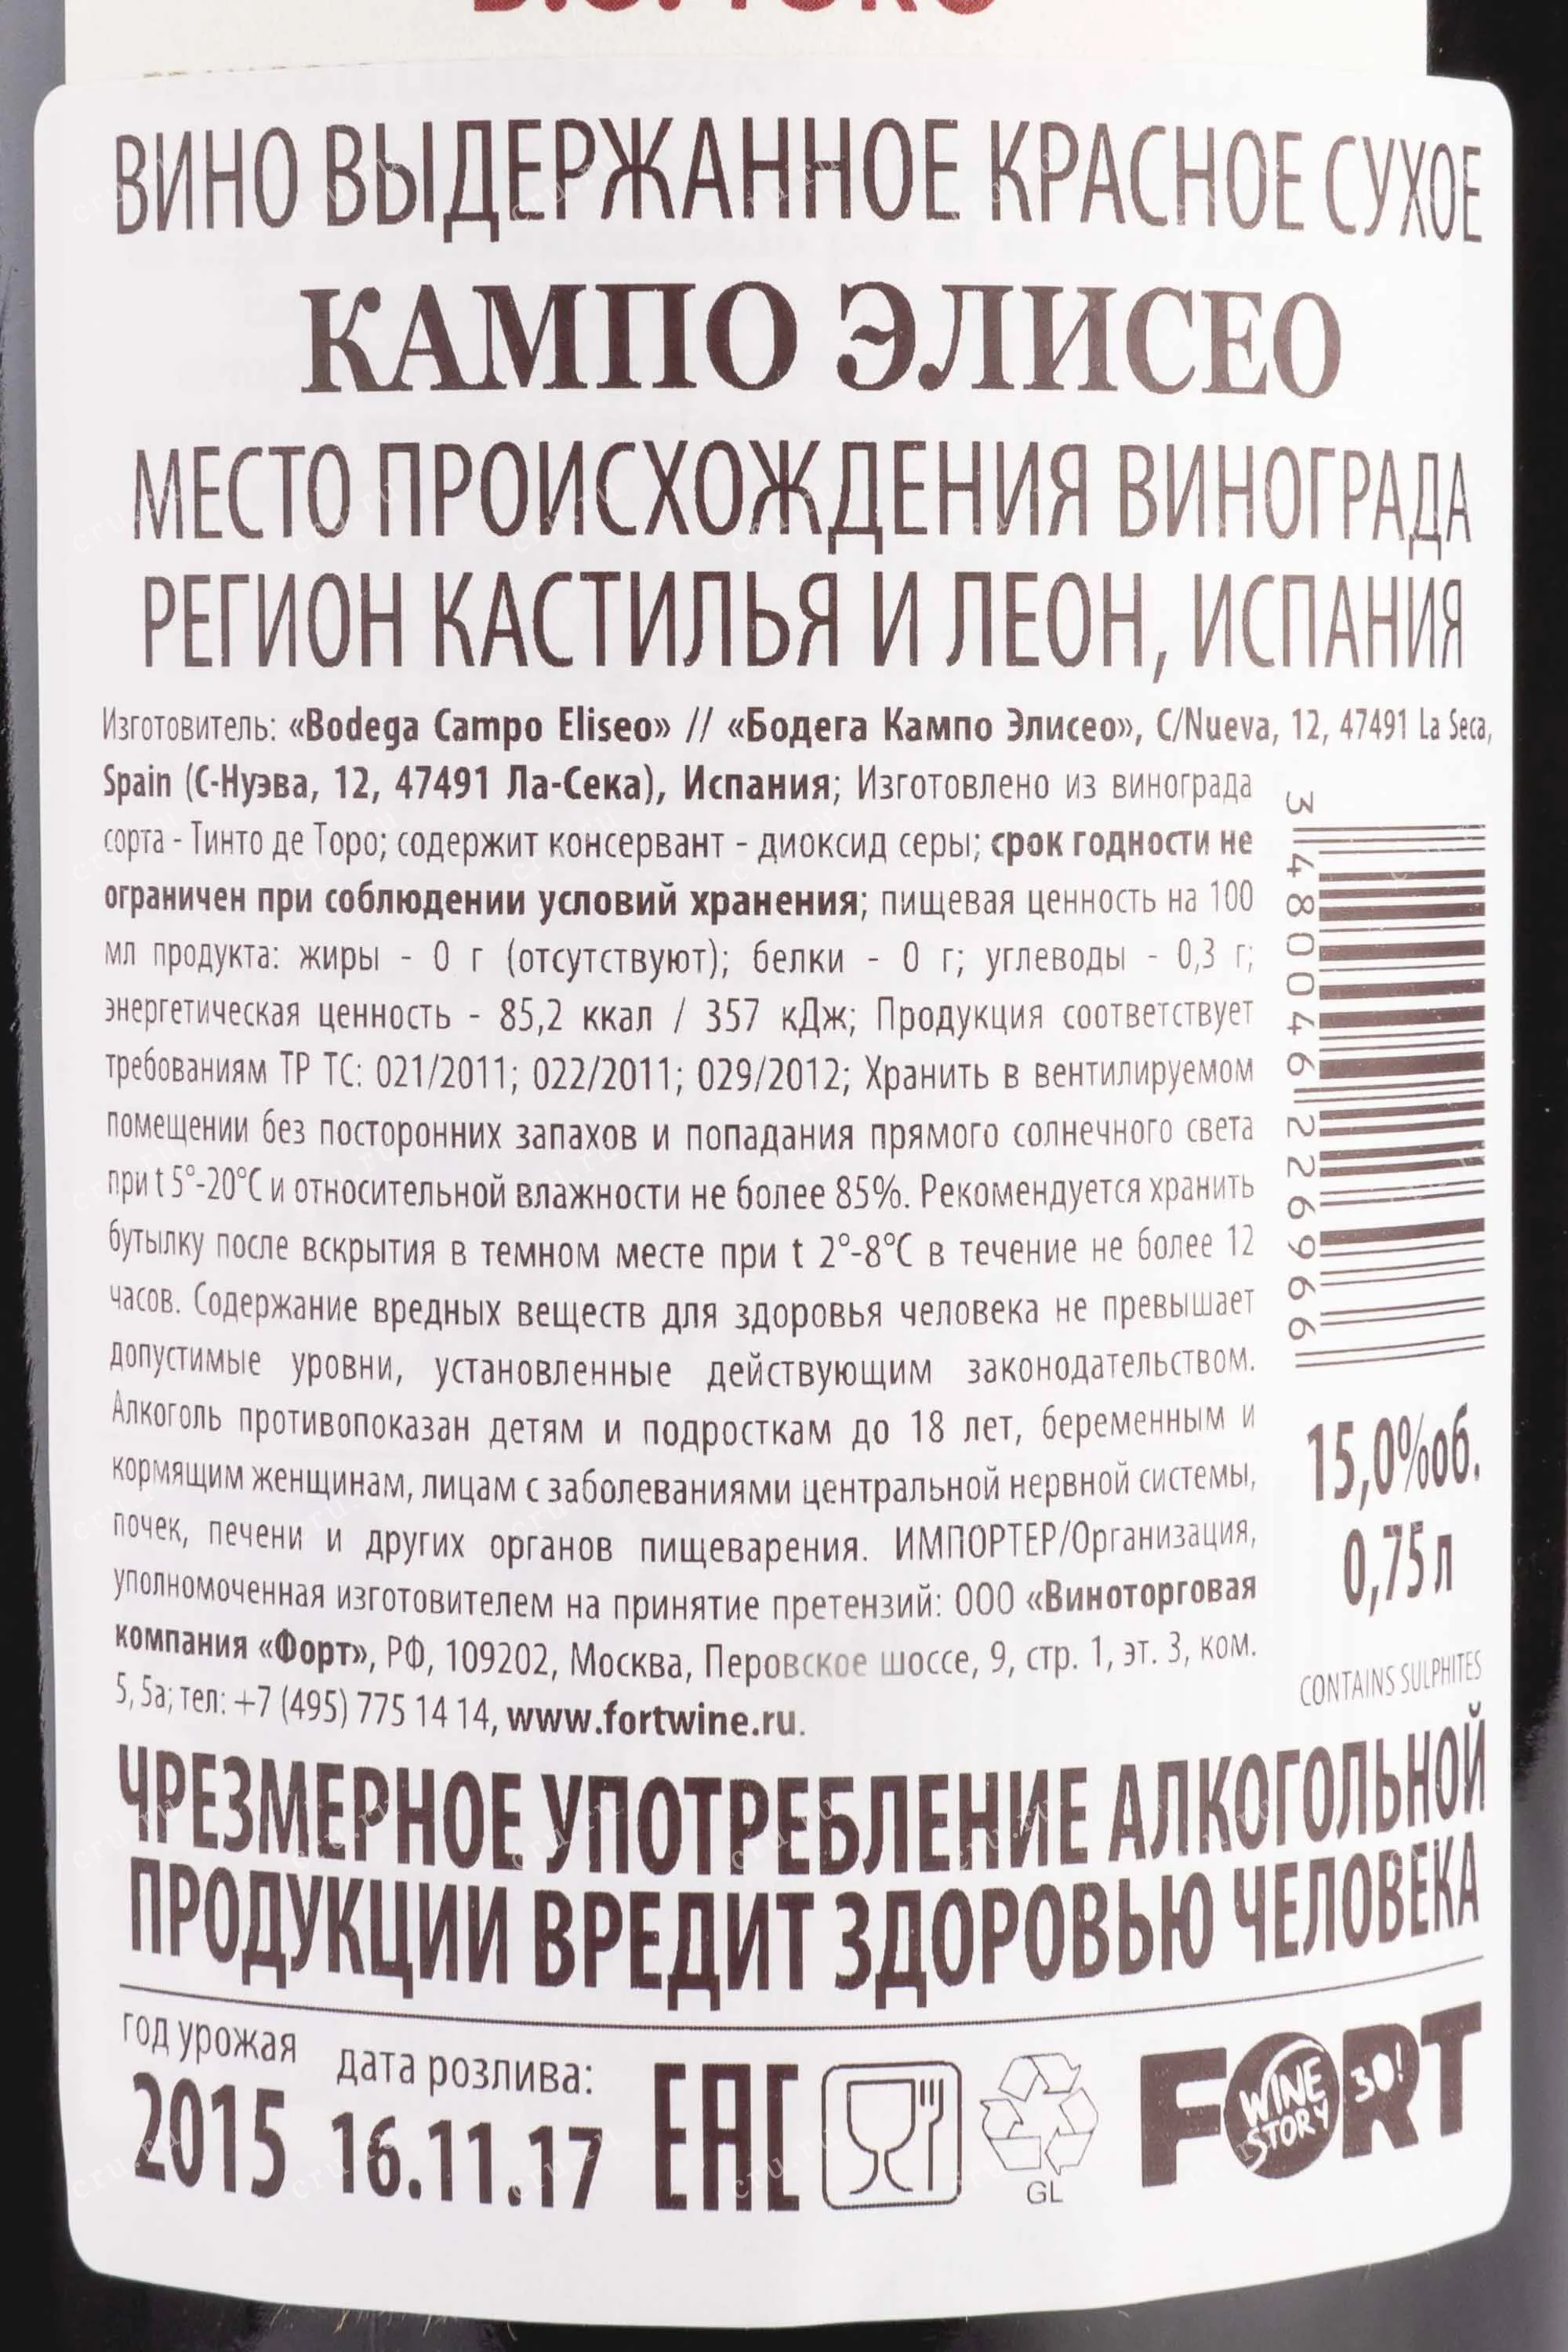 D.O. TORO
ВИНО ВЫДЕРЖАННОЕ КРАСНОЕ СУХОЕ
КАМПО ЭЛИСЕО
МЕСТО ПРОИСХОЖДЕНИЯ ВИНОГРАДА
РЕГИОН КАСТИЛЬЯ И ЛЕОН, ИСПАНИЯ
Изготовитель: «Bodega Campo Eliseo» // «Бодега Кампо Элисео», C/Nueva, 12, 47491 La Seca,
Spain (С-Нуэва, 12, 47491 Ла-Сека), Испания; Изготовлено из винограда
сорта - Тинто де Торо; содержит консервант - диоксид серы; срок годности не
ограничен при соблюдении условий хранения; пищевая ценность на 100
мл продукта: жиры - 0 г (отсутствуют); белки - 0 г; углеводы - 0,3 г;
энергетическая ценность - 85,2 ккал / 357 кДж; Продукция соответствует
требованиям ТР ТС: 021/2011; 022/2011; 029/2012; Хранить в вентилируемом
помещении без посторонних запахов и попадания прямого солнечного света
при t 5°-20°С и относительной влажности не более 85%. Рекомендуется хранить
бутылку после вскрытия в темном месте при t 2°-8°С в течение не более 12
часов. Содержание вредных веществ для здоровья человека не превышает
допустимые уровни, установленные действующим законодательством.
Алкоголь противопоказан детям и подросткам до 18 лет, беременным и
кормящим женщинам, лицам с заболеваниями центральной нервной системы,
почек, печени и других органов пищеварения. ИМПОРТЕР/Организация,
уполномоченная изготовителем на принятие претензий: ООО «Виноторговая
компания «Форт», РФ, 109202, Москва, Перовское шоссе, 9, стр. 1, эт. 3, ком.
5, 5а; тел: +7 (495) 775 14 14, www.fortwine.ru.
3 480046 226966
15,0%об.
0,75 л
CONTAINS SULPHITES
ЧРЕЗМЕРНОЕ УПОТРЕБЛЕНИЕ АЛКОГОЛЬНОЙ
ПРОДУКЦИИ ВРЕДИТ ЗДОРОВЬЮ ЧЕЛОВЕКА
год урожая
2015
дата розлива:
16.11.17
EAC
GL
FORT
WINE
STORY
30!